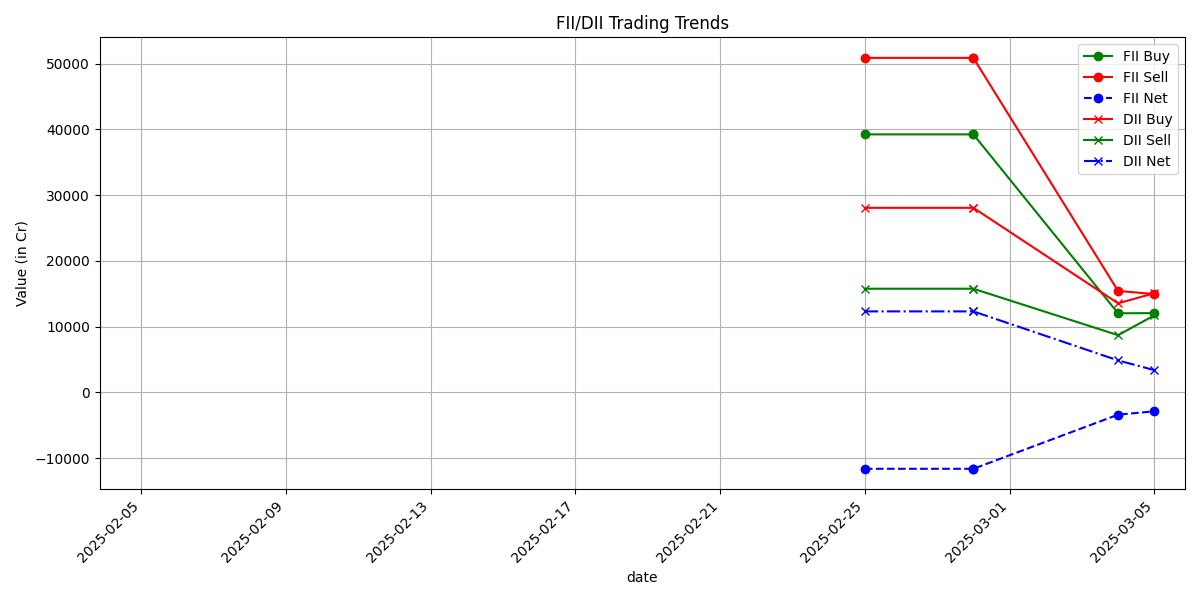 FII/DII Trading Trends
Value (in Cr)
50000
40000
30000
20000
10000
0
−10000
FII Buy
FII Sell
FII Net
DII Buy
DII Sell
DII Net
2025-02-05
2025-02-09
2025-02-13
2025-02-17
2025-02-21
2025-02-25
2025-03-01
2025-03-05
date